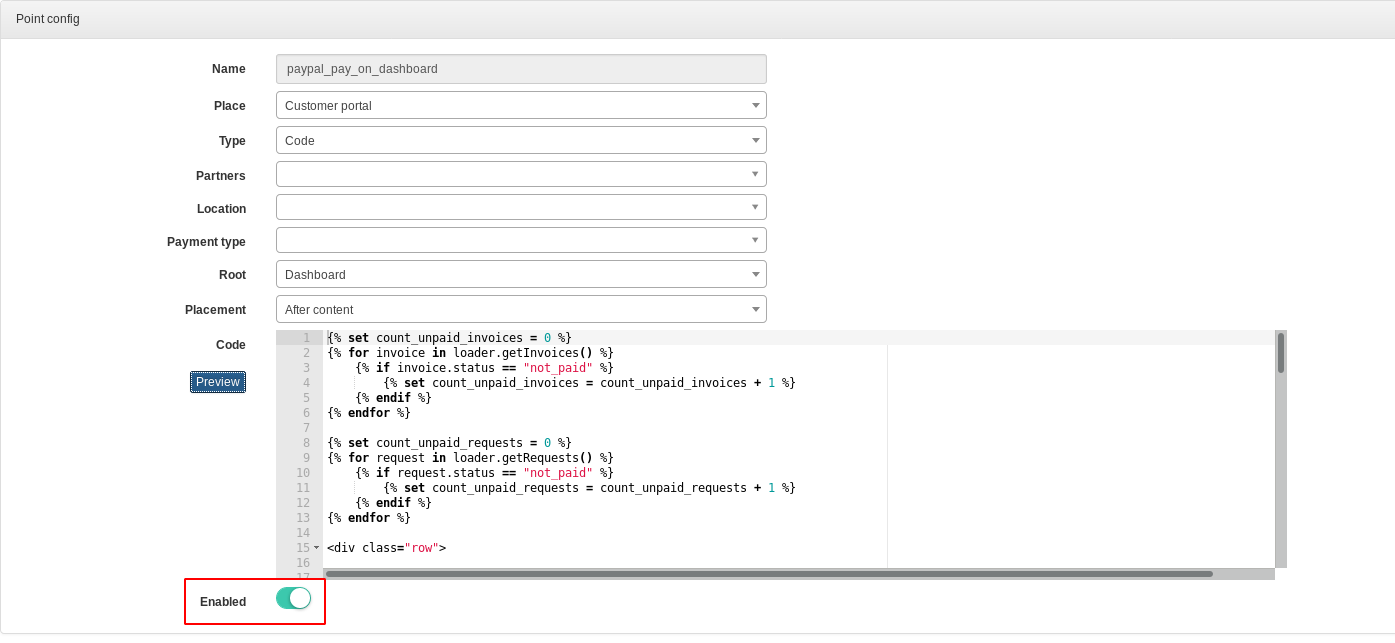 Point config
Name paypal_pay_on_dashboard
Place Customer portal
Type Code
Partners
Location
Payment type
Root Dashboard
Placement After content
Code
Preview
1 {% set count_unpaid_invoices = 0 %}
2 {% for invoice in loader.getInvoices() %}
3     {% if invoice.status == "not_paid" %}
4         {% set count_unpaid_invoices = count_unpaid_invoices + 1 %}
5     {% endif %}
6 {% endfor %}
7
8 {% set count_unpaid_requests = 0 %}
9 {% for request in loader.getRequests() %}
10     {% if request.status == "not_paid" %}
11         {% set count_unpaid_requests = count_unpaid_requests + 1 %}
12     {% endif %}
13 {% endfor %}
14
15 <div class="row">
16
17
Enabled